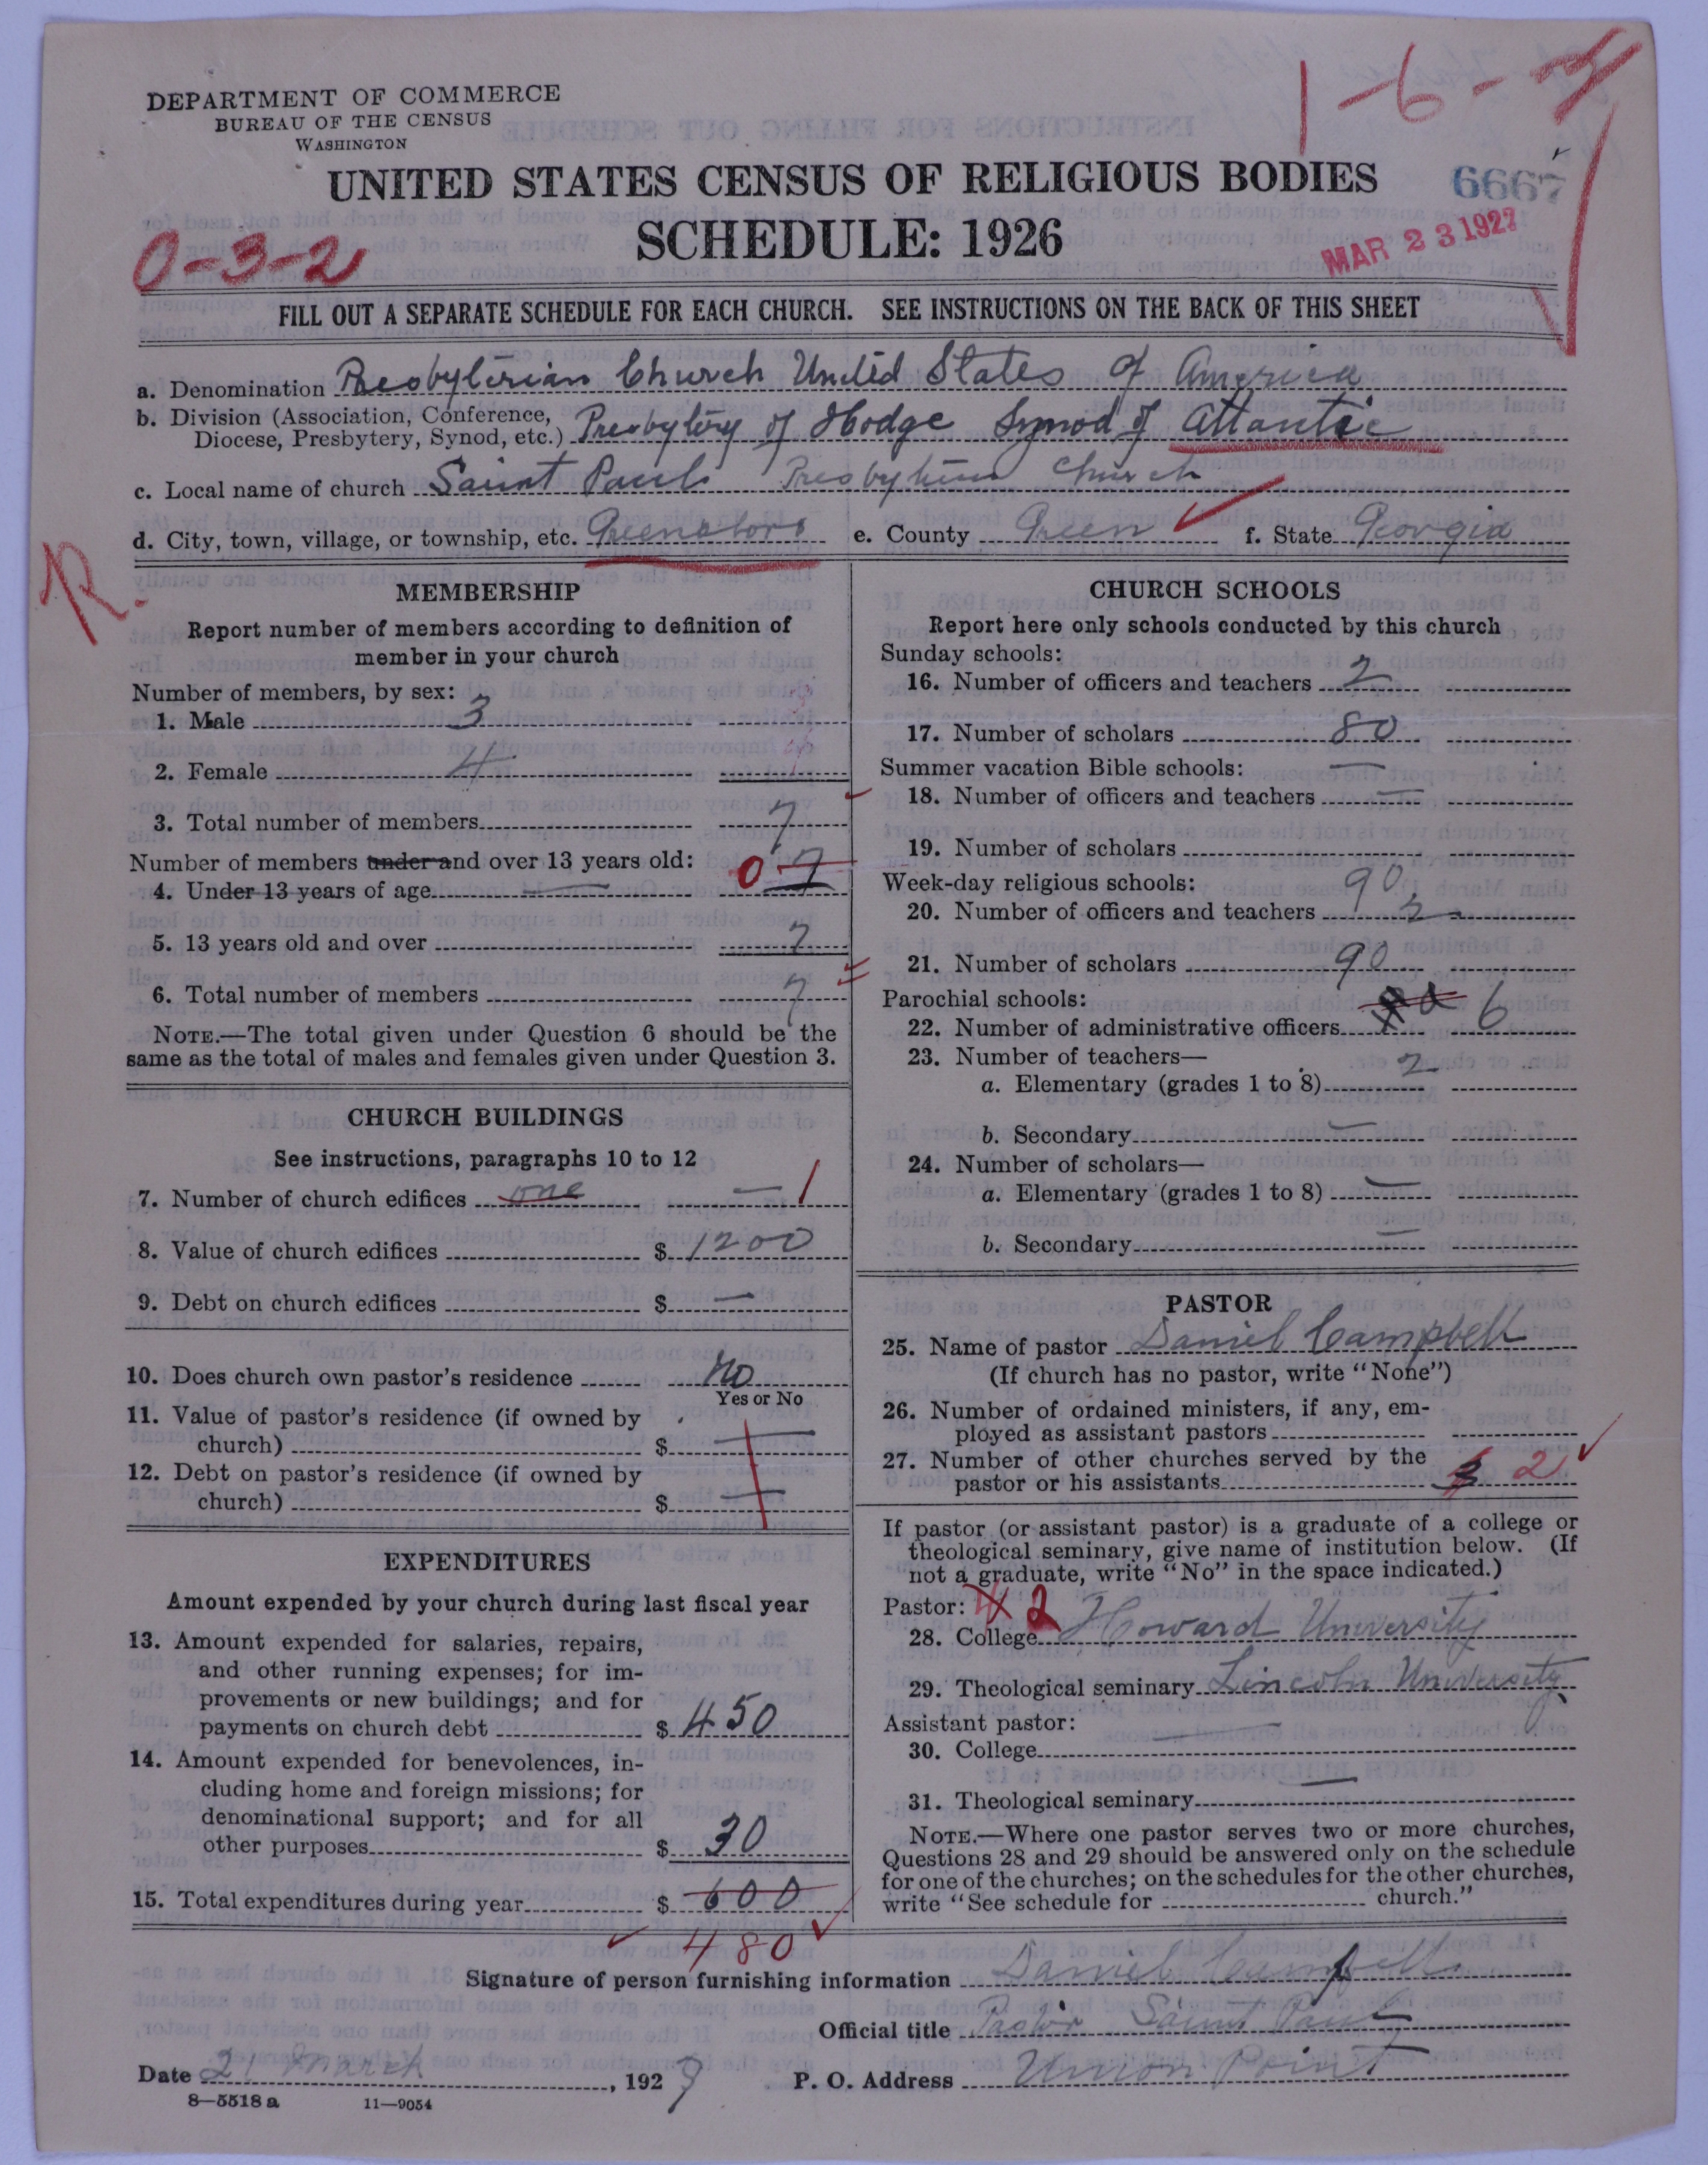 1-6-
DEPARTMENT OF COMMERCE
BUREAU OF THE CENSUS
WASHINGTON
UNITED STATES CENSUS OF RELIGIOUS BODIES
6667
SCHEDULE: 1926
MAR 23 1927
0-3-2
FILL OUT A SEPARATE SCHEDULE FOR EACH CHURCH. SEE INSTRUCTIONS ON THE BACK OF THIS SHEET
a. Denomination Presbyterian Church United States of America
b. Division (Association, Conference, Diocese, Presbytery, Synod, etc.) Presbytery of Hodge Synod of Atlantic
c. Local name of church Saint Pauls Presbyterian Church
d. City, town, village, or township, etc. Greensboro e. County Green f. State Georgia
R.
MEMBERSHIP
Report number of members according to definition of
member in your church
Number of members, by sex:
1. Male 3
2. Female 4
3. Total number of members 7
Number of members under and over 13 years old:
4. Under 13 years of age 0 7
5. 13 years old and over 7
6. Total number of members 7
NOTE.—The total given under Question 6 should be the
same as the total of males and females given under Question 3.
CHURCH BUILDINGS
See instructions, paragraphs 10 to 12
7. Number of church edifices one — 1
8. Value of church edifices $ 1200
9. Debt on church edifices $ —
10. Does church own pastor's residence No
Yes or No
11. Value of pastor's residence (if owned by
church) $ —
12. Debt on pastor's residence (if owned by
church) $ —
EXPENDITURES
Amount expended by your church during last fiscal year
13. Amount expended for salaries, repairs,
and other running expenses; for im-
provements or new buildings; and for
payments on church debt $ 450
14. Amount expended for benevolences, in-
cluding home and foreign missions; for
denominational support; and for all
other purposes $ 30
15. Total expenditures during year $ 600
480
CHURCH SCHOOLS
Report here only schools conducted by this church
Sunday schools:
16. Number of officers and teachers 2
17. Number of scholars 80
Summer vacation Bible schools: —
18. Number of officers and teachers —
19. Number of scholars
Week-day religious schools: 90
20. Number of officers and teachers 2
21. Number of scholars 90
Parochial schools:
22. Number of administrative officers 6
23. Number of teachers—
a. Elementary (grades 1 to 8) 2
b. Secondary —
24. Number of scholars—
a. Elementary (grades 1 to 8) —
b. Secondary —
PASTOR
25. Name of pastor Daniel Campbell
(If church has no pastor, write "None")
26. Number of ordained ministers, if any, em-
ployed as assistant pastors
27. Number of other churches served by the
pastor or his assistants 3 2
If pastor (or assistant pastor) is a graduate of a college or
theological seminary, give name of institution below. (If
not a graduate, write "No" in the space indicated.)
Pastor: 2
28. College Howard University
29. Theological seminary Lincoln University
Assistant pastor: —
30. College —
31. Theological seminary —
NOTE.—Where one pastor serves two or more churches,
Questions 28 and 29 should be answered only on the schedule
for one of the churches; on the schedules for the other churches,
write "See schedule for church."
Signature of person furnishing information Daniel Campbell
Official title Pastor Saint Paul
Date 21 March, 1927 P. O. Address Union Point
8—5518 a 11—9054